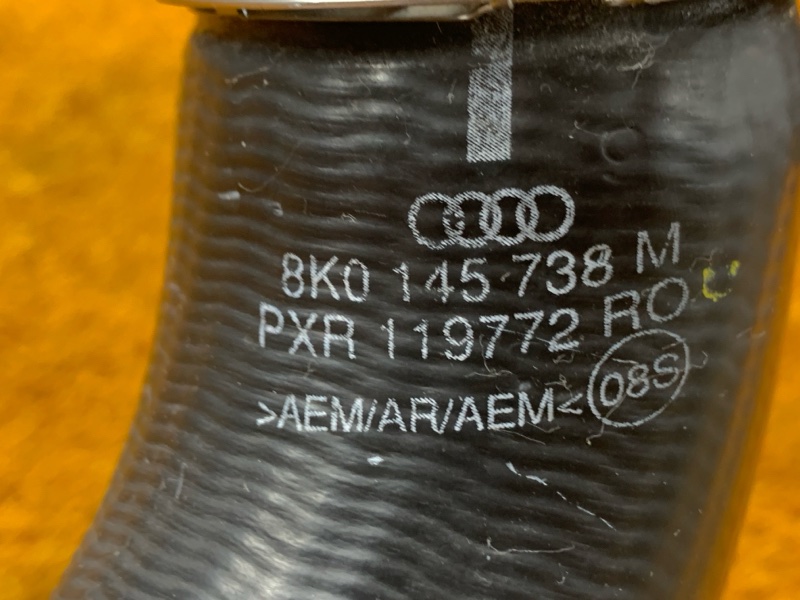 8K0 145 738 M
PXR 119772 RO
>AEM/AR/AEM< 08S